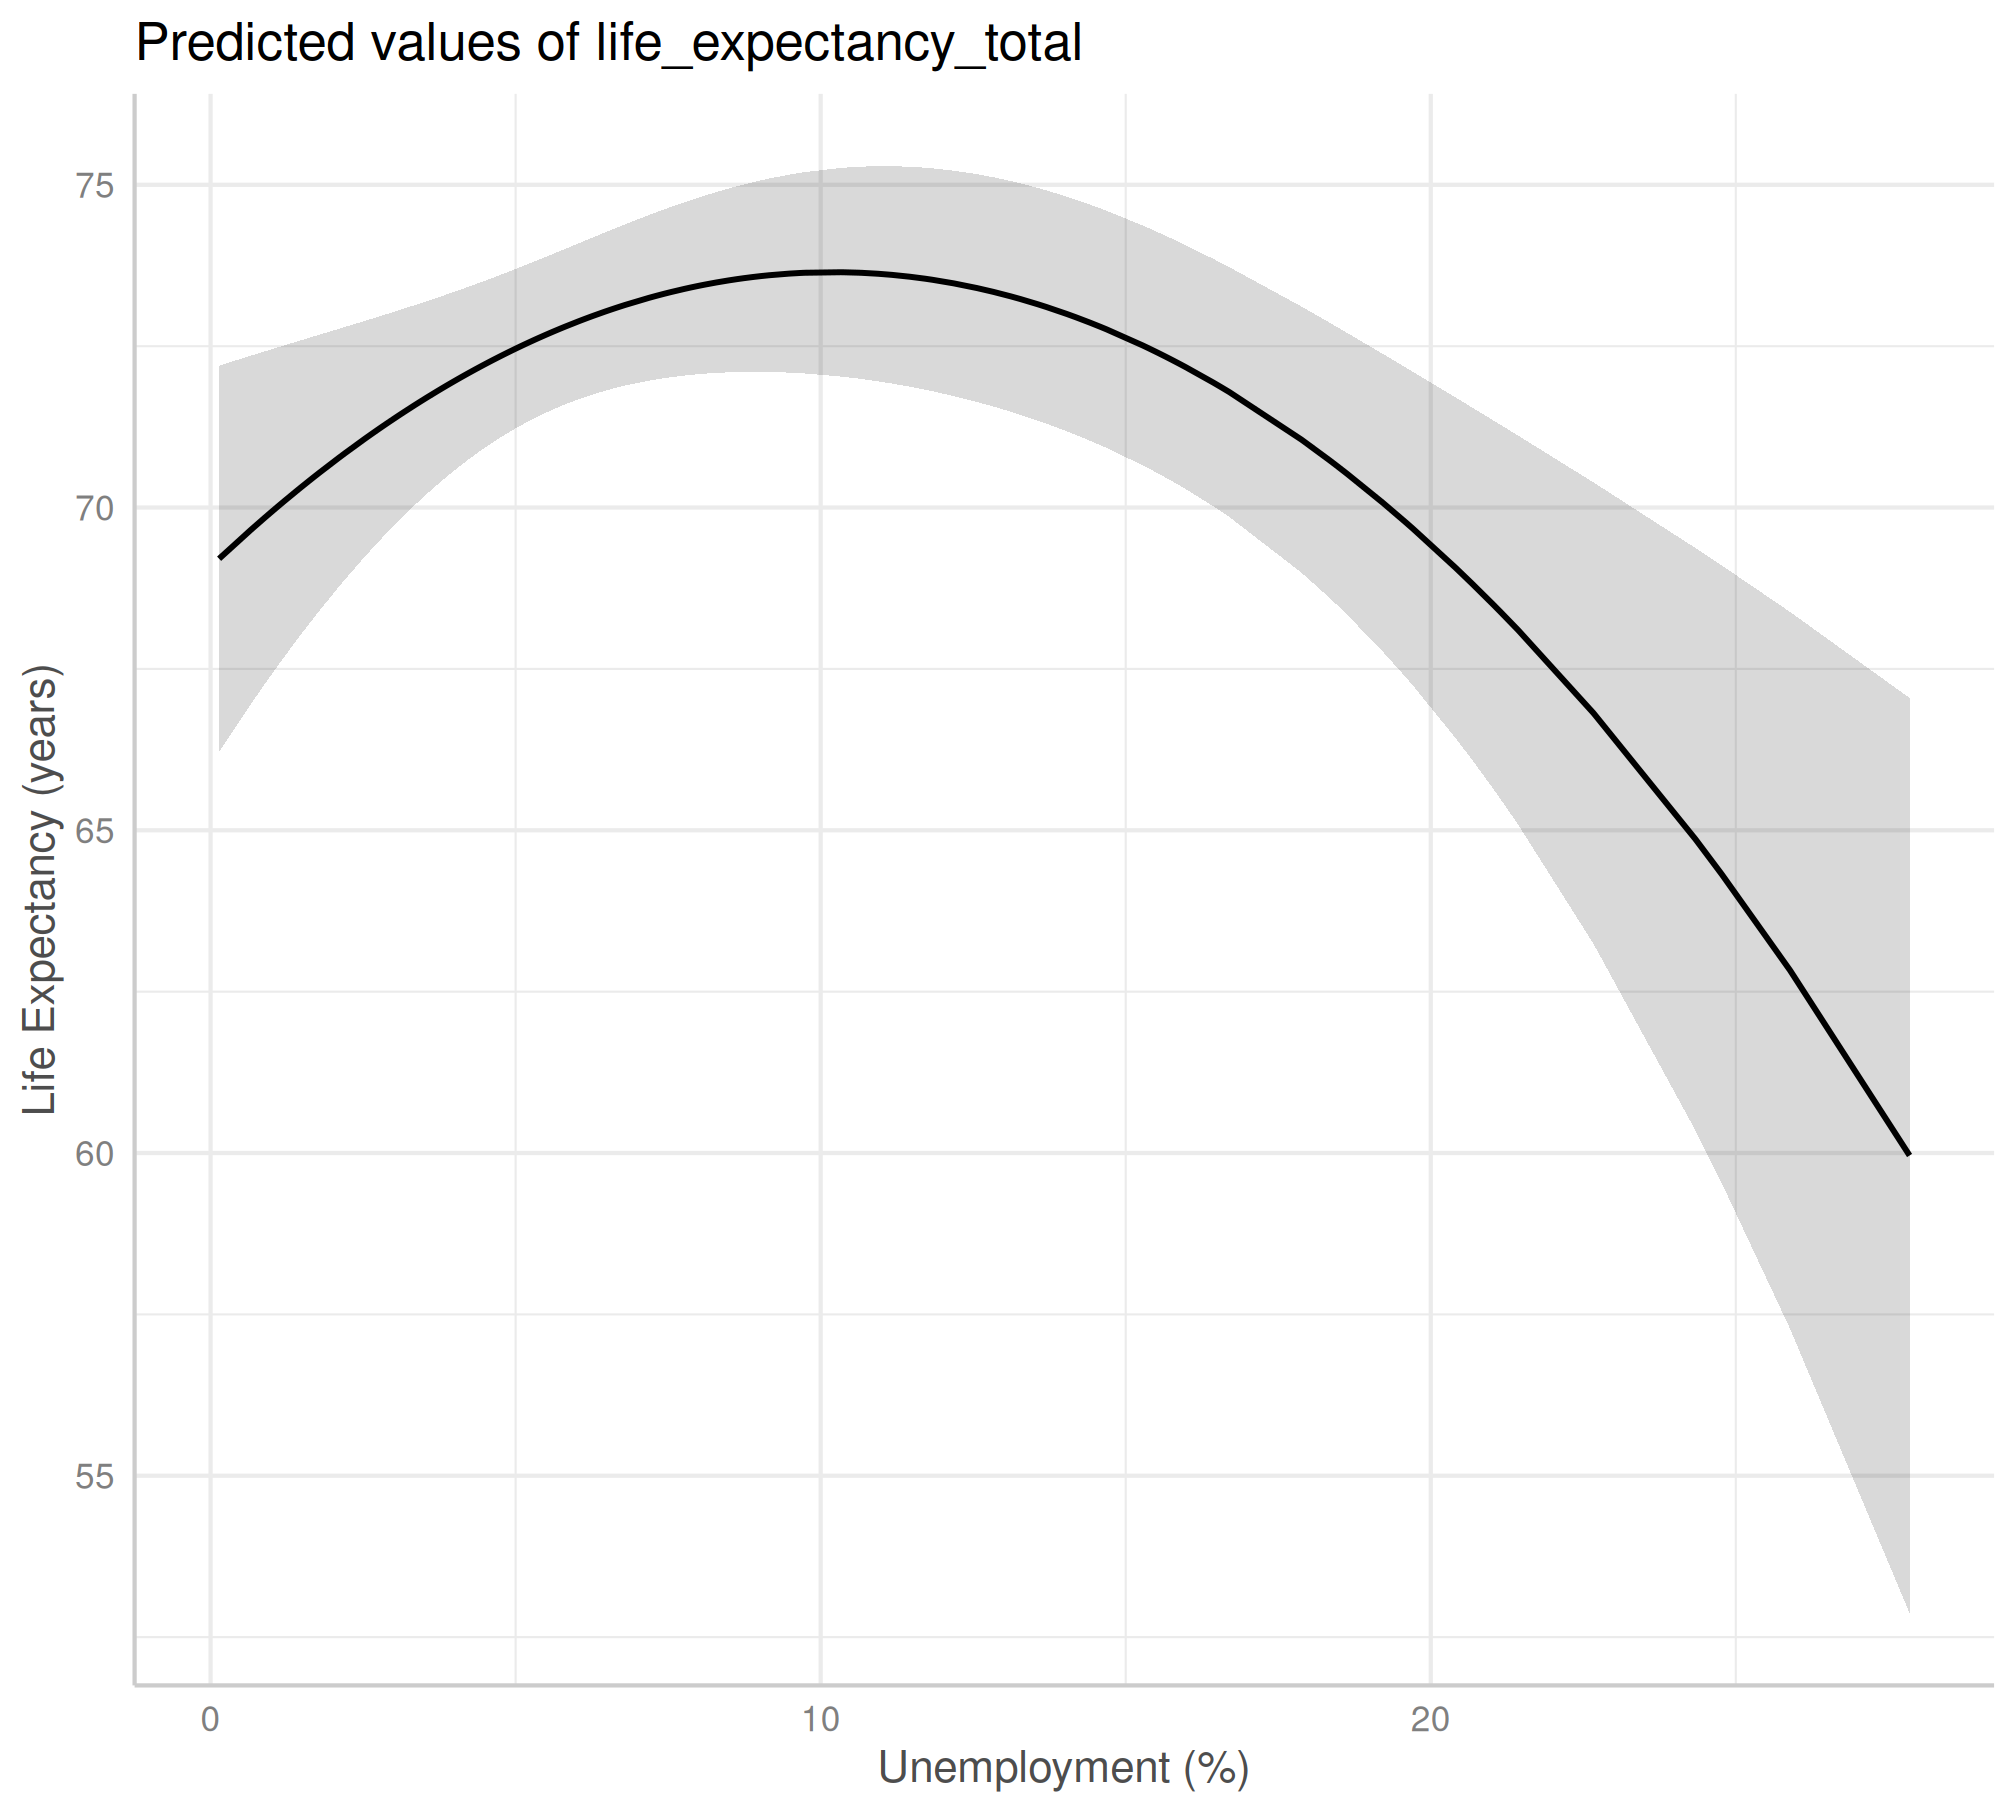 Predicted values of life_expectancy_total
Life Expectancy (years)
75
70
65
60
55
0 10 20
Unemployment (%)